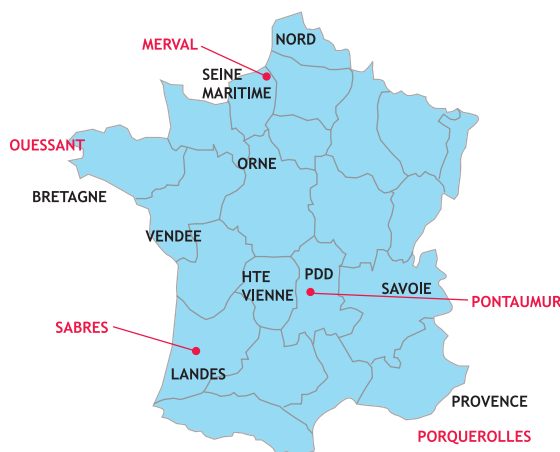 NORD
MERVAL
SEINE
MARITIME
OUESSANT
ORNE
BRETAGNE
VENDEE
HTE
VIENNE
PDD
SAVOIE
PONTAUMUR
SABRES
LANDES
PROVENCE
PORQUEROLLES